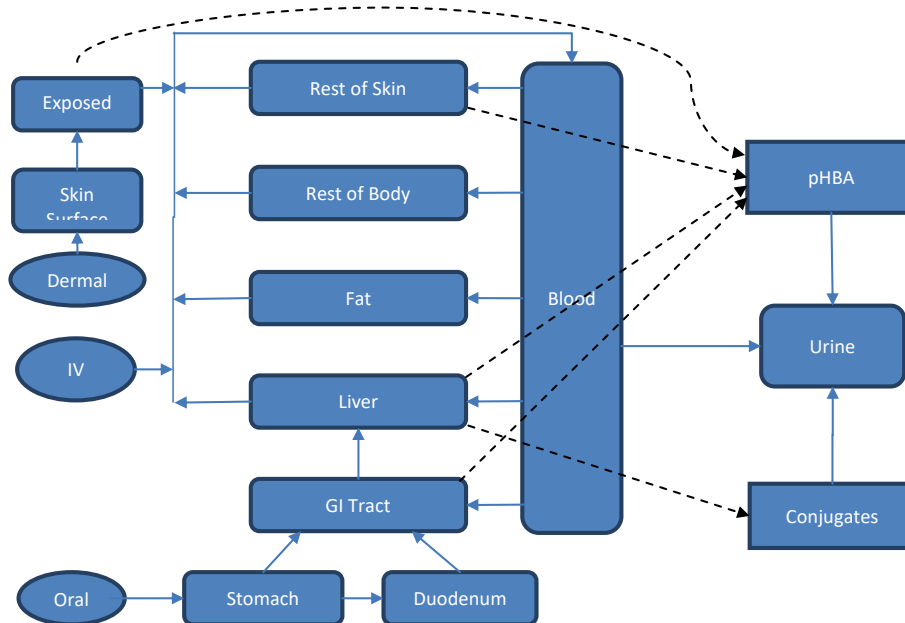 Exposed
Rest of Skin
Skin
Surface
pHBA
Rest of Body
Dermal
Fat
Blood
Urine
IV
Liver
GI Tract
Conjugates
Oral
Stomach
Duodenum